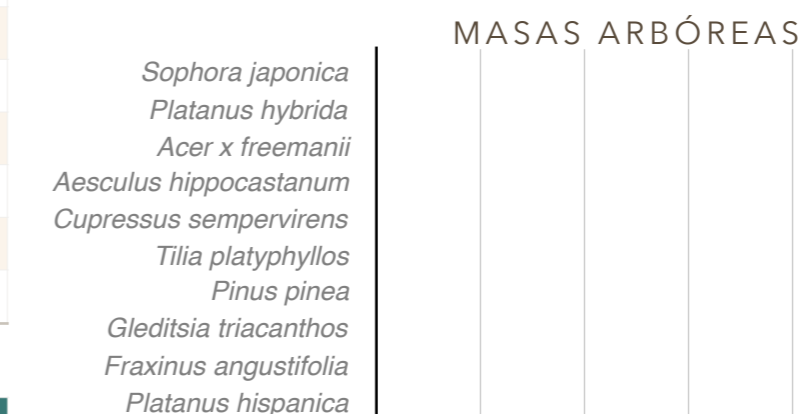 MASAS ARBÓREAS
Sophora japonica
Platanus hybrida
Acer x freemanii
Aesculus hippocastanum
Cupressus sempervirens
Tilia platyphyllos
Pinus pinea
Gleditsia triacanthos
Fraxinus angustifolia
Platanus hispanica